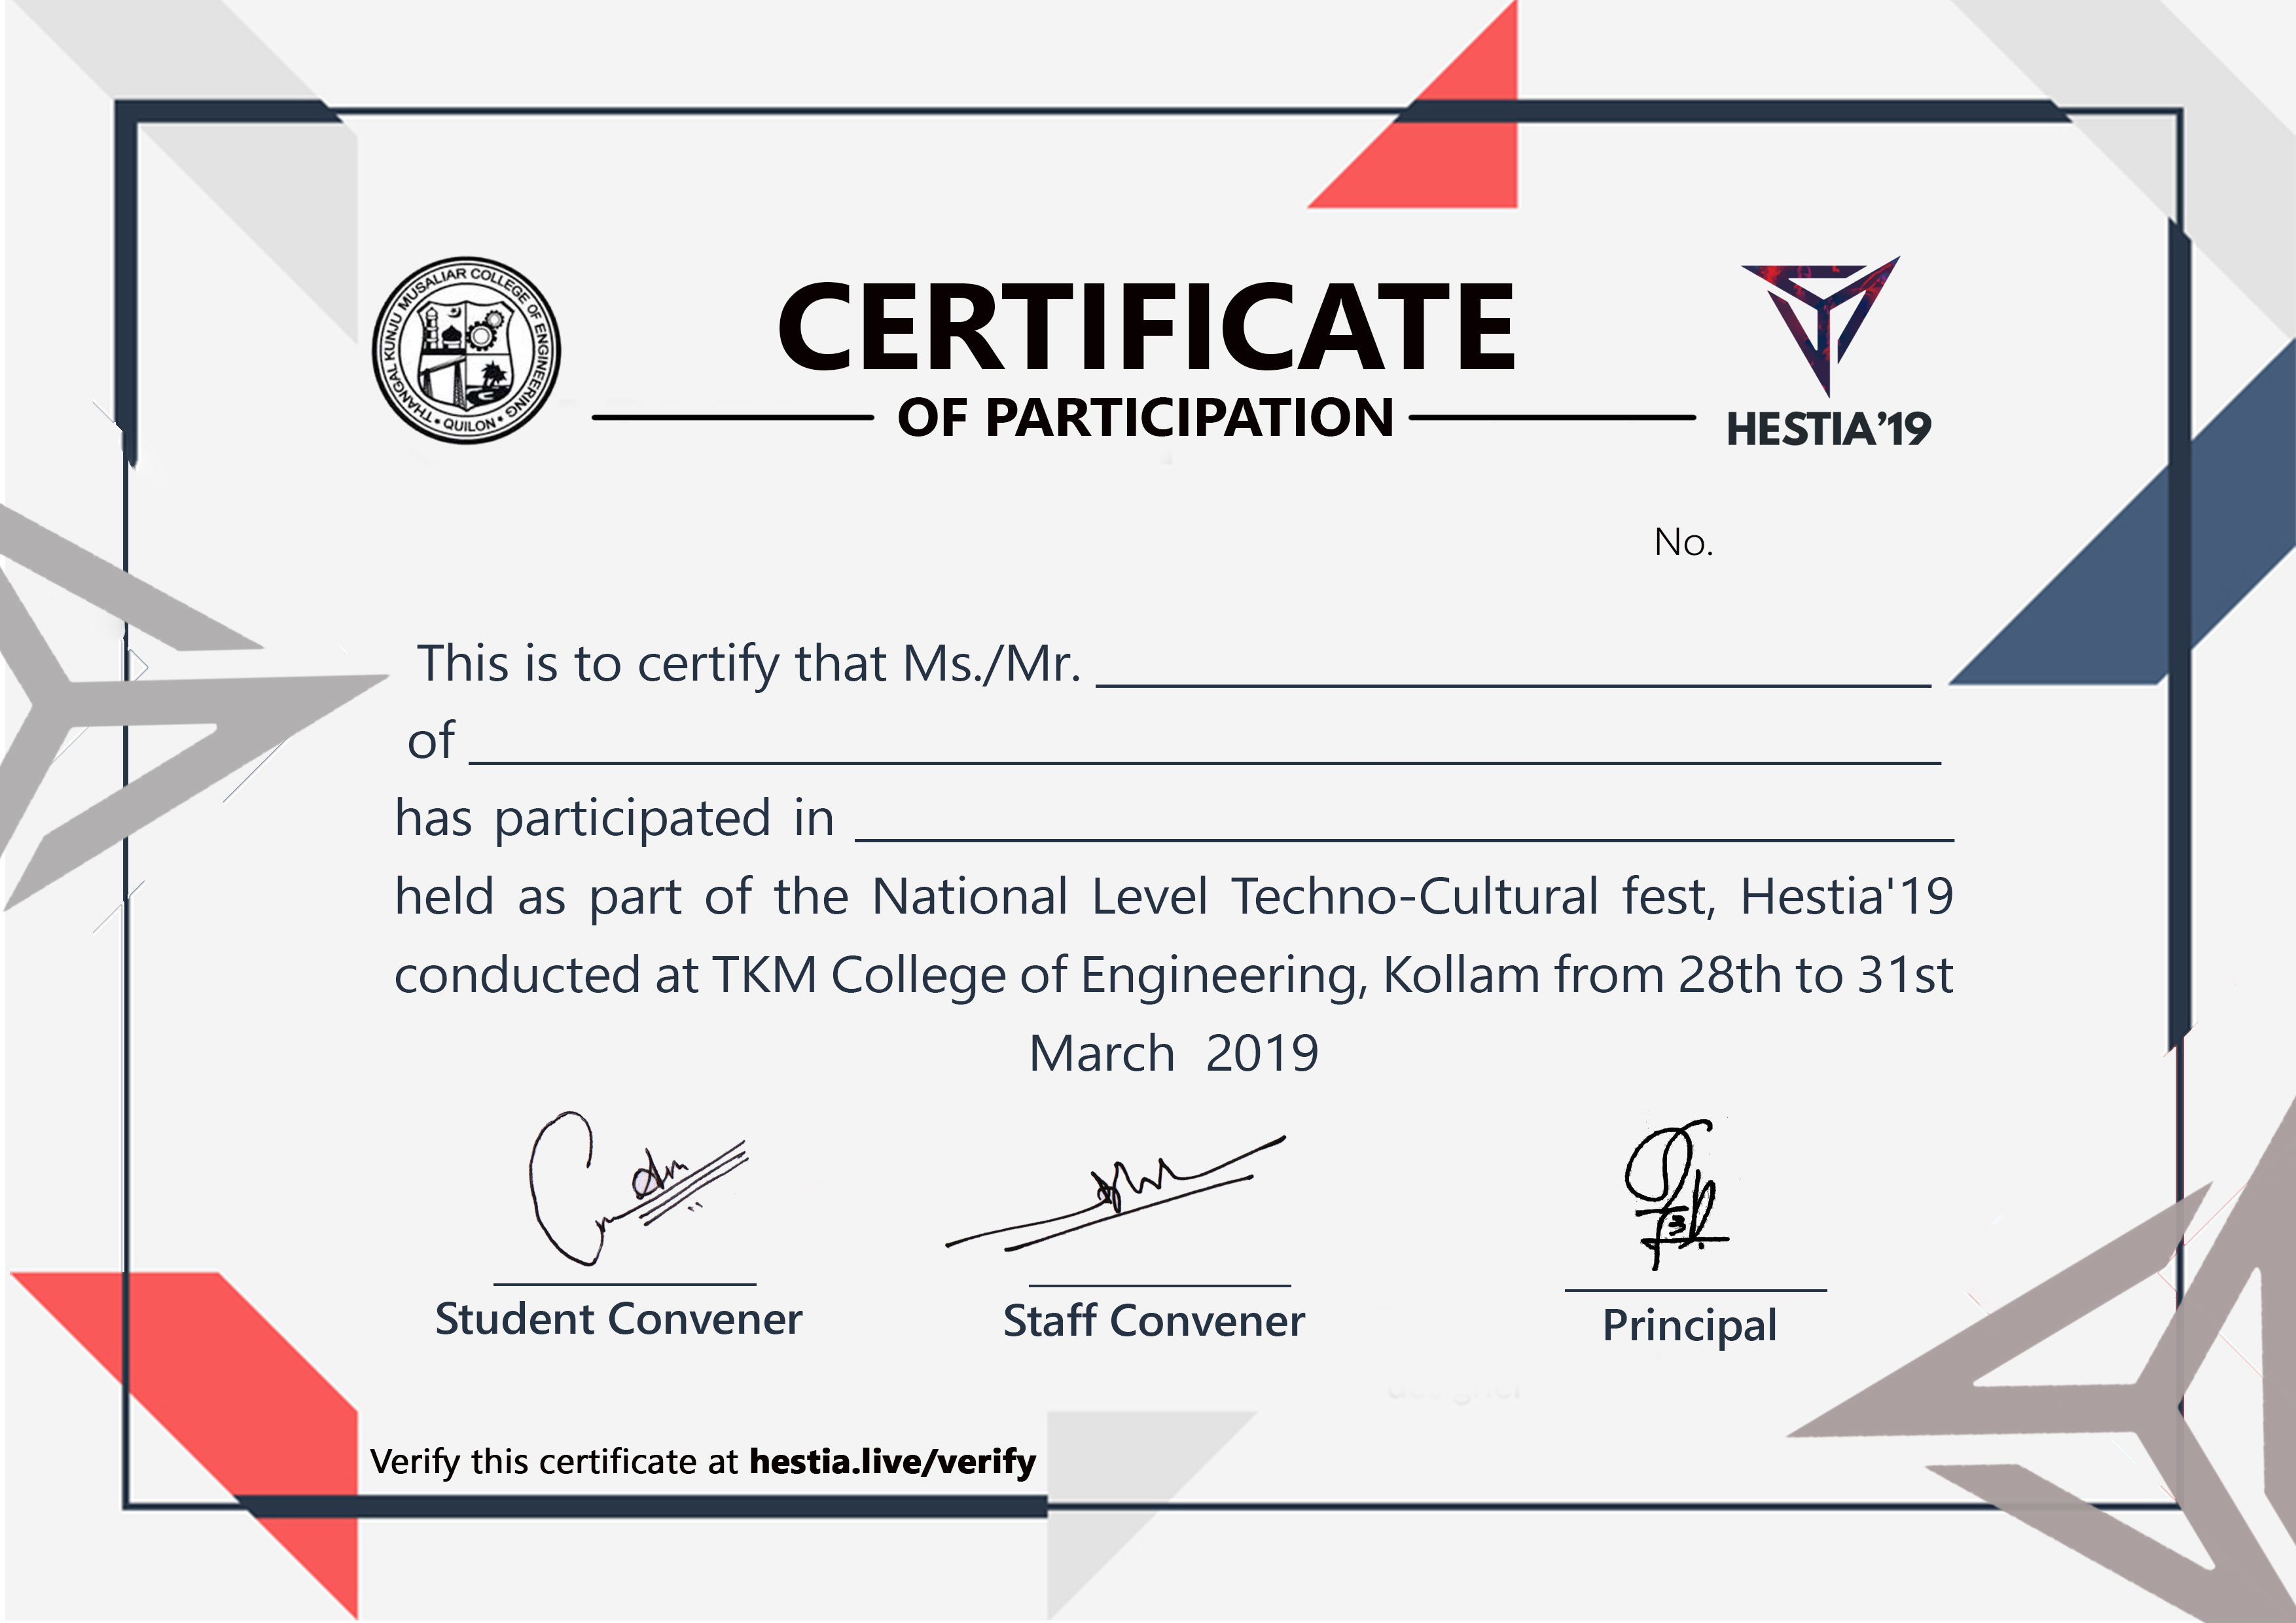 THANGAL KUNJU MUSALIAR COLLEGE OF ENGINEERING
• QUILON •
CERTIFICATE
OF PARTICIPATION
HESTIA’19
No.
This is to certify that Ms./Mr.
of
has participated in
held as part of the National Level Techno-Cultural fest, Hestia'19
conducted at TKM College of Engineering, Kollam from 28th to 31st
March 2019
Student Convener
Staff Convener
Principal
Verify this certificate at hestia.live/verify